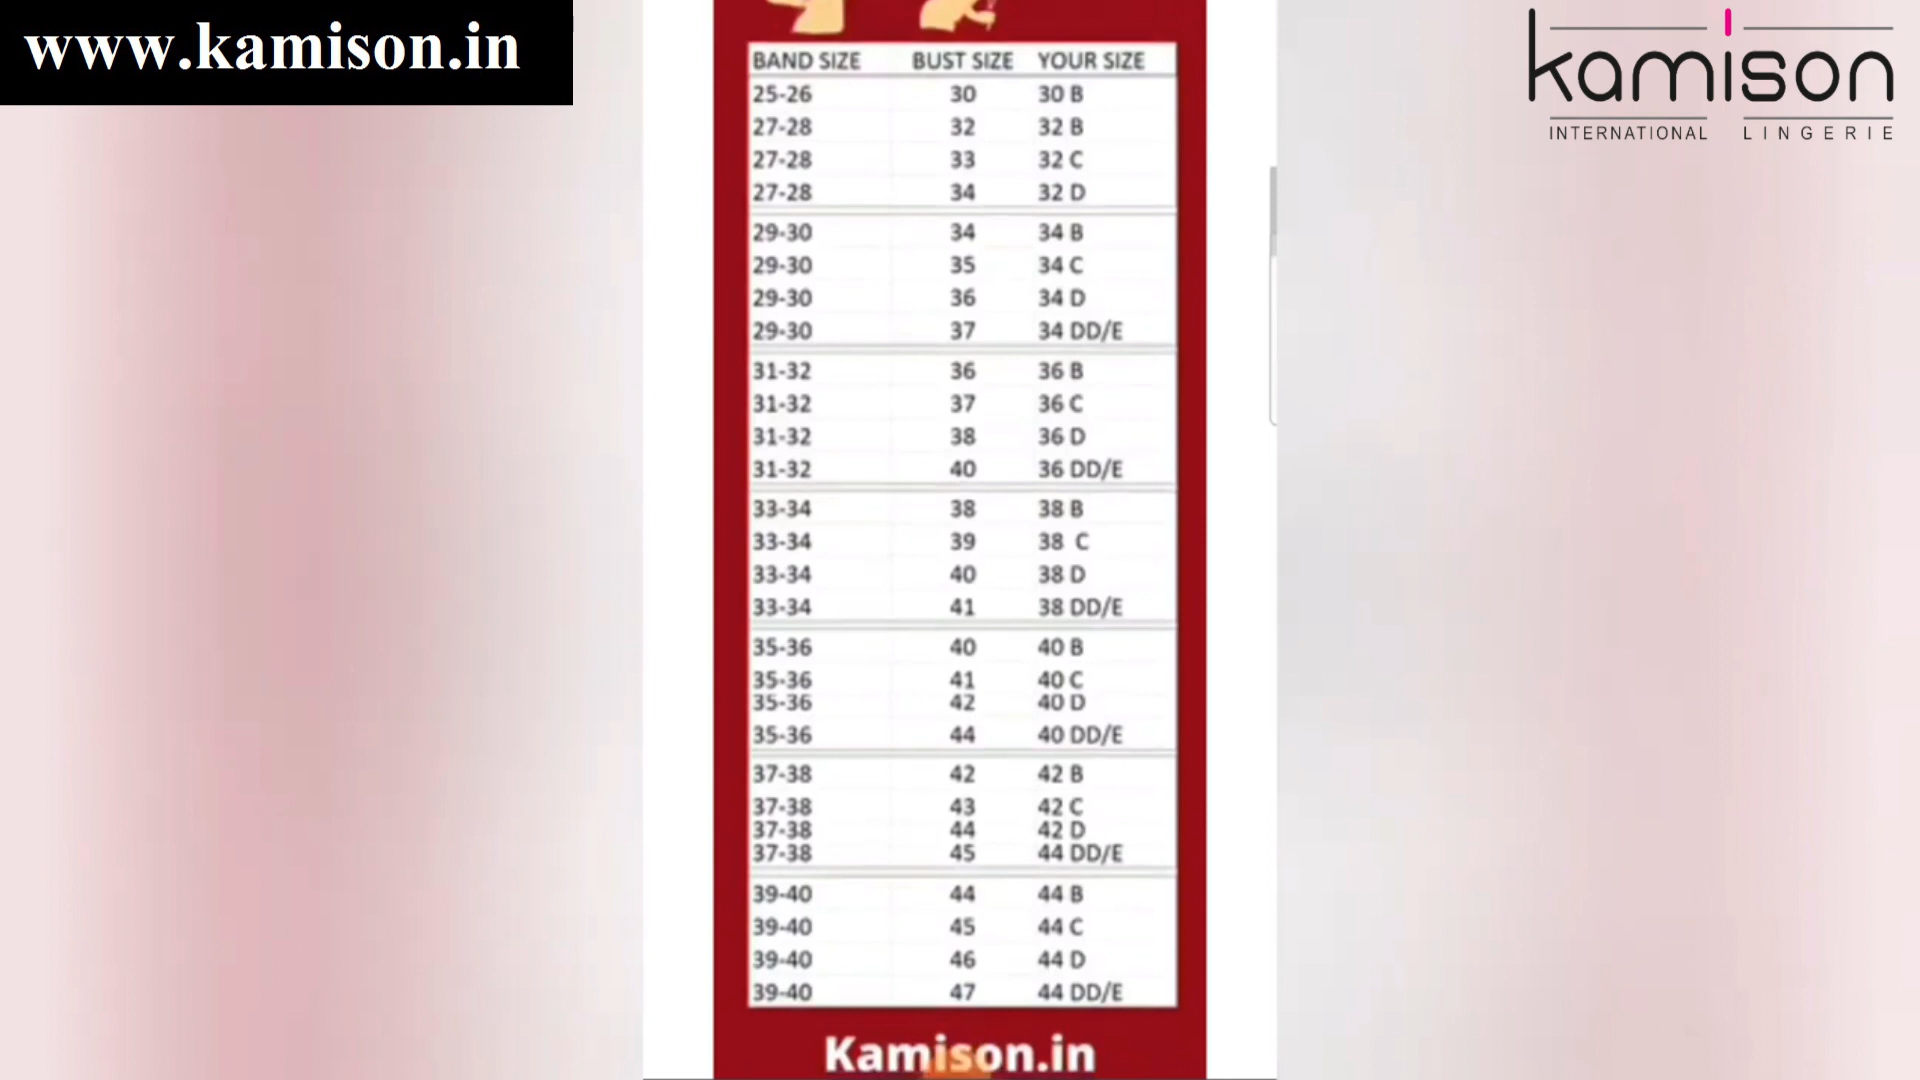 www.kamison.in
kamison
INTERNATIONAL LINGERIE
BAND SIZE BUST SIZE YOUR SIZE
25-26 30 30 B
27-28 32 32 B
27-28 33 32 C
27-28 34 32 D
29-30 34 34 B
29-30 35 34 C
29-30 36 34 D
29-30 37 34 DD/E
31-32 36 36 B
31-32 37 36 C
31-32 38 36 D
31-32 40 36 DD/E
33-34 38 38 B
33-34 39 38 C
33-34 40 38 D
33-34 41 38 DD/E
35-36 40 40 B
35-36 41 40 C
35-36 42 40 D
35-36 44 40 DD/E
37-38 42 42 B
37-38 43 42 C
37-38 44 42 D
37-38 45 44 DD/E
39-40 44 44 B
39-40 45 44 C
39-40 46 44 D
39-40 47 44 DD/E
Kamison.in